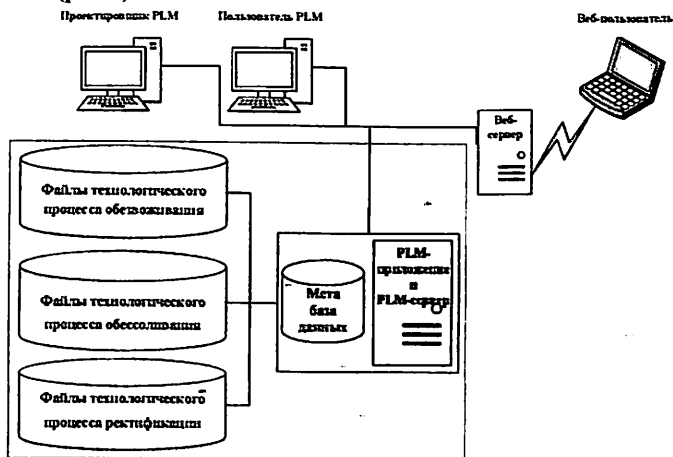 Проектировщик PLM
Пользователь PLM
Веб-пользователь
Веб-
сервер
Файлы технологического
процесса обезвоживания
Файлы технологического
процесса обессоливания
Файлы технологического
процесса ректификации
Мета
база
данных
PLM-
приложения
и
PLM-сервер